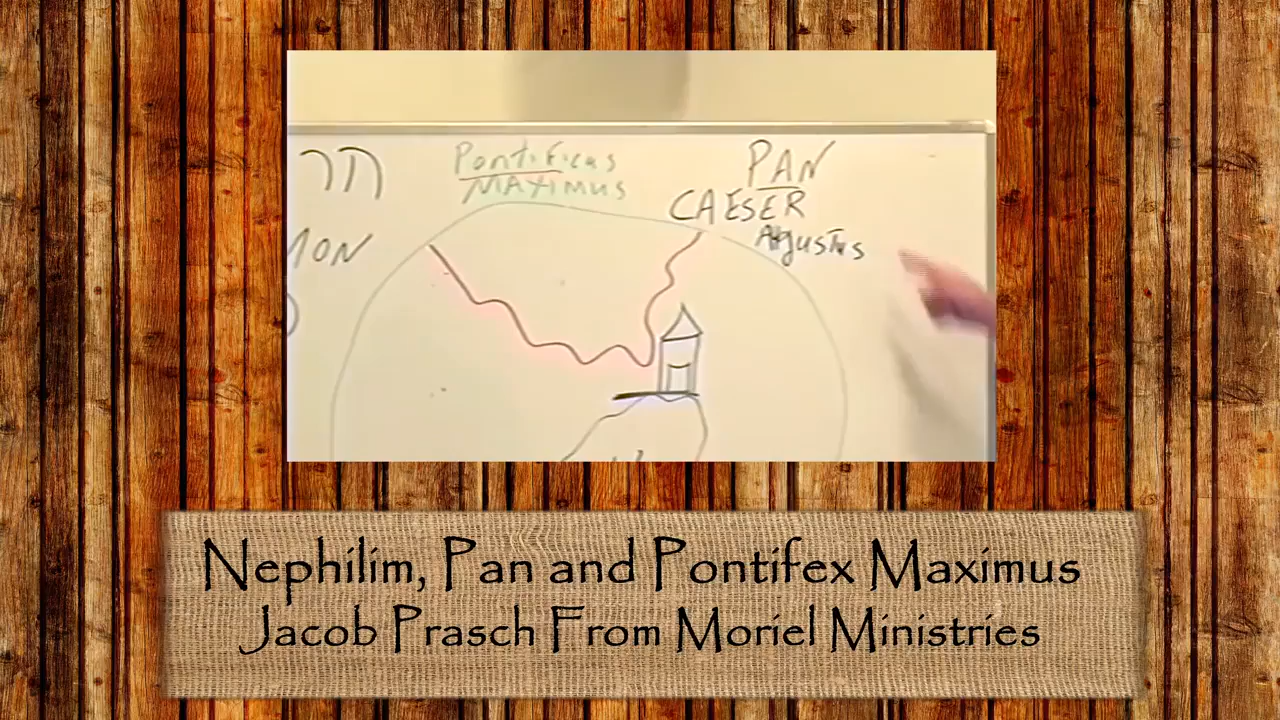 Pontificus
MAXIMUS
PAN
CAESER
Augustus
MON
Nephilim, Pan and Pontifex Maximus
Jacob Prasch From Moriel Ministries